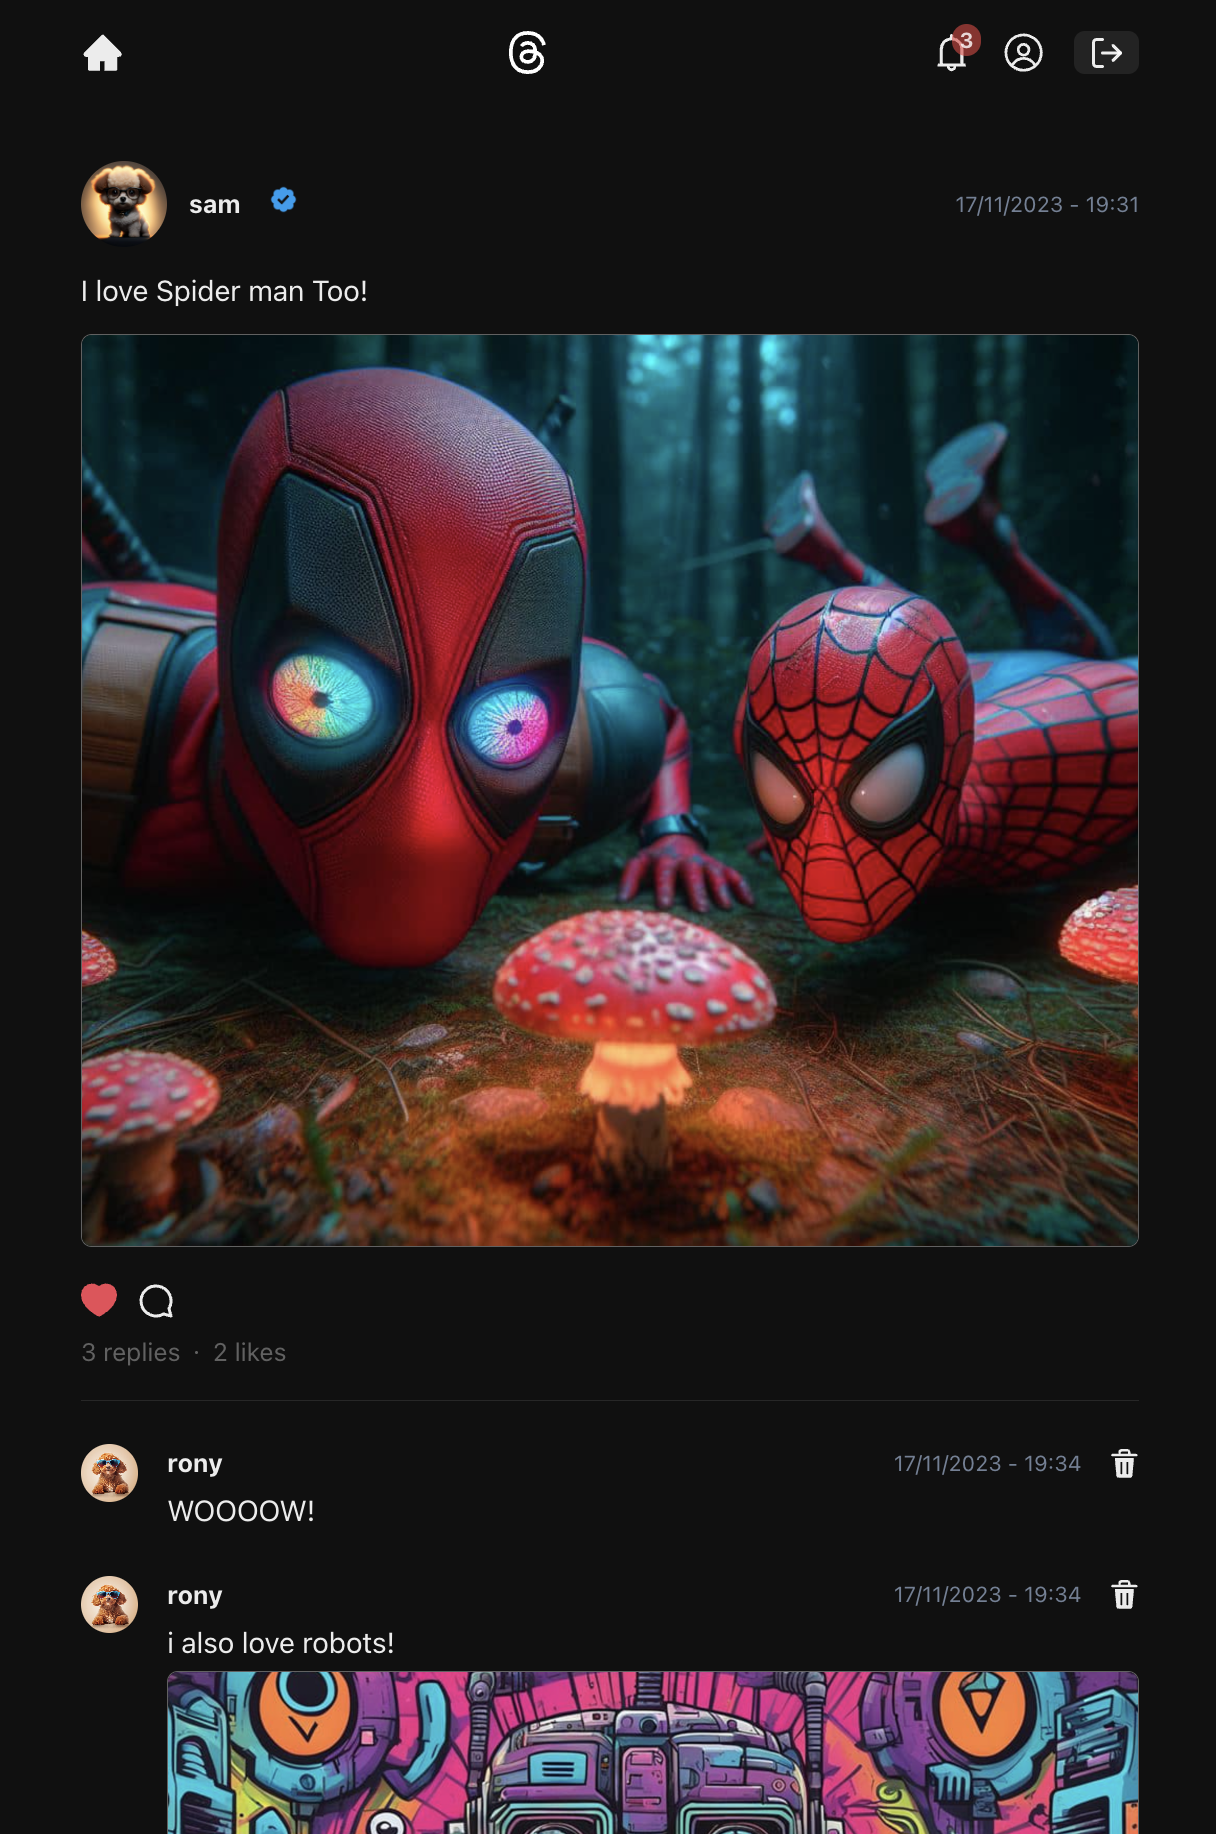 3
sam
17/11/2023 - 19:31
I love Spider man Too!
3 replies · 2 likes
rony
17/11/2023 - 19:34
WOOOOW!
rony
17/11/2023 - 19:34
i also love robots!